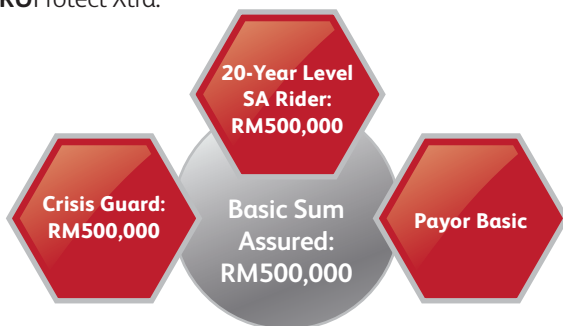 RUProtect Xtra.
20-Year Level
SA Rider:
RM500,000
Crisis Guard:
RM500,000
Basic Sum
Assured:
RM500,000
Payor Basic